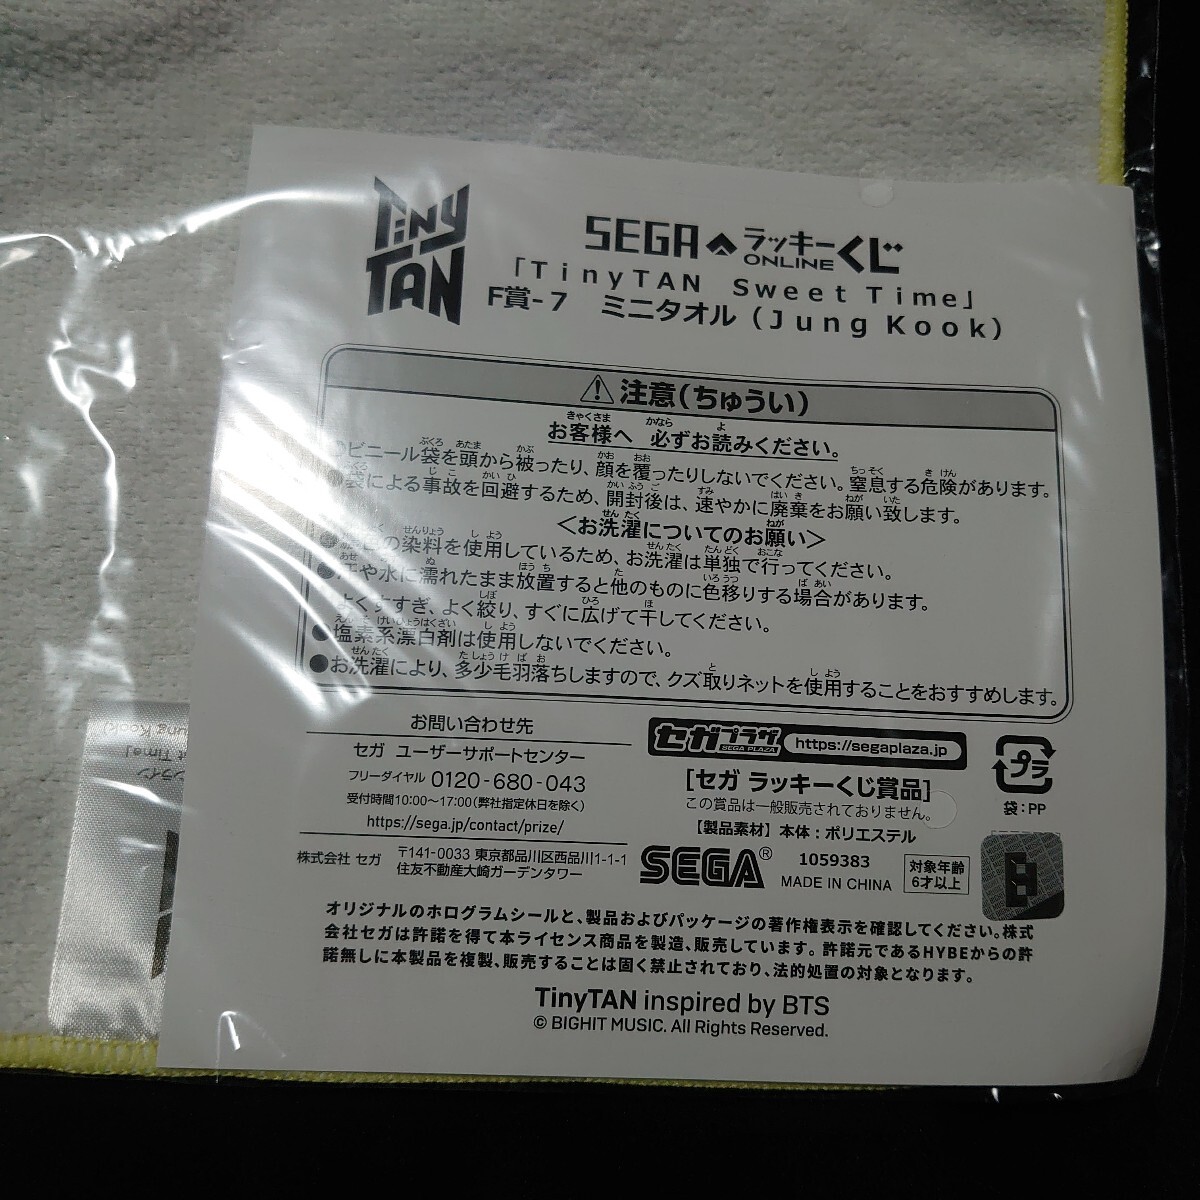 TiNY TAN
SEGA ラッキーくじ ONLINE
「TinyTAN Sweet Time」
F賞-7 ミニタオル (Jung Kook)
⚠注意(ちゅうい)
お客様へ 必ずお読みください。
ビニール袋を頭から被ったり、顔を覆ったりしないでください。窒息する危険があります。
袋による事故を回避するため、開封後は、速やかに廃棄をお願い致します。
<お洗濯についてのお願い>
の染料を使用しているため、お洗濯は単独で行ってください。
●汗や水に濡れたまま放置すると他のものに色移りする場合があります。
よくすすぎ、よく絞り、すぐに広げて干してください。
●塩素系漂白剤は使用しないでください。
●お洗濯により、多少毛羽落ちしますので、クズ取りネットを使用することをおすすめします。
お問い合わせ先
セガ ユーザーサポートセンター
フリーダイヤル 0120-680-043
受付時間10:00～17:00(弊社指定休日を除く)
https://sega.jp/contact/prize/
株式会社 セガ 〒141-0033 東京都品川区西品川1-1-1
住友不動産大崎ガーデンタワー
セガプラザ
SEGA PLAZA
https://segaplaza.jp
[セガ ラッキーくじ賞品]
この賞品は一般販売されておりません。
【製品素材】本体：ポリエステル
プラ
袋：PP
SEGA®
1059383
MADE IN CHINA
対象年齢
6才以上
オリジナルのホログラムシールと、製品およびパッケージの著作権表示を確認してください。株式
会社セガは許諾を得て本ライセンス商品を製造、販売しています。許諾元であるHYBEからの許
諾無しに本製品を複製、販売することは固く禁止されており、法的処置の対象となります。
TinyTAN inspired by BTS
© BIGHIT MUSIC. All Rights Reserved.